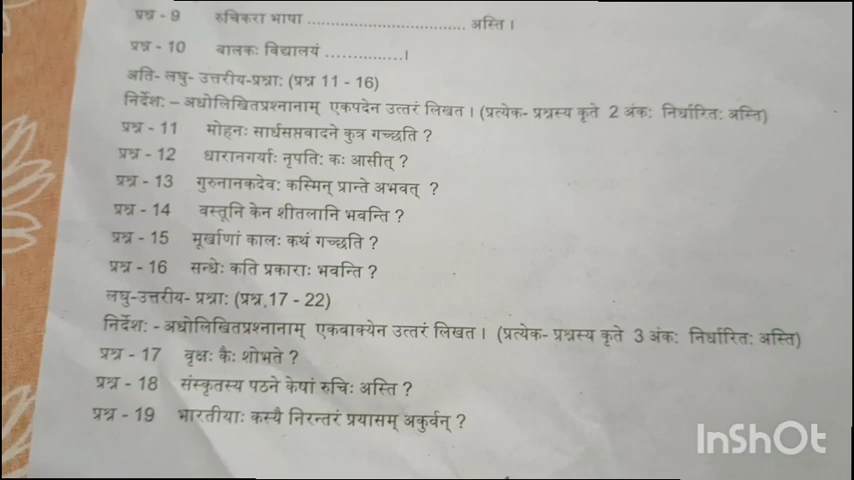 प्रश्न - 9 रुचिकरा भाषा ................................... अस्ति ।
प्रश्न - 10 बालकः विद्यालयं .................।
अति- लघु- उत्तरीय-प्रश्नाः (प्रश्न 11 - 16)
निर्देशः – अधोलिखितप्रश्नानाम् एकपदेन उत्तरं लिखत । (प्रत्येक- प्रश्नस्य कृते 2 अंकः निर्धारितः अस्ति)
प्रश्न - 11 मोहनः सार्धसप्तवादने कुत्र गच्छति ?
प्रश्न - 12 धारानगर्याः नृपतिः कः आसीत् ?
प्रश्न - 13 गुरुनानकदेवः कस्मिन् प्रान्ते अभवत् ?
प्रश्न - 14 वस्तूनि केन शीतलानि भवन्ति ?
प्रश्न - 15 मूर्खाणां कालः कथं गच्छति ?
प्रश्न - 16 सन्धेः कति प्रकाराः भवन्ति ?
लघु-उत्तरीय- प्रश्नाः (प्रश्न.17 - 22)
निर्देशः - अधोलिखितप्रश्नानाम् एकवाक्येन उत्तरं लिखत । (प्रत्येक- प्रश्नस्य कृते 3 अंकः निर्धारितः अस्ति)
प्रश्न - 17 वृक्षः कैः शोभते ?
प्रश्न - 18 संस्कृतस्य पठने केषां रुचिः अस्ति ?
प्रश्न - 19 भारतीयाः कस्यै निरन्तरं प्रयासम् अकुर्वन् ?
InShOt